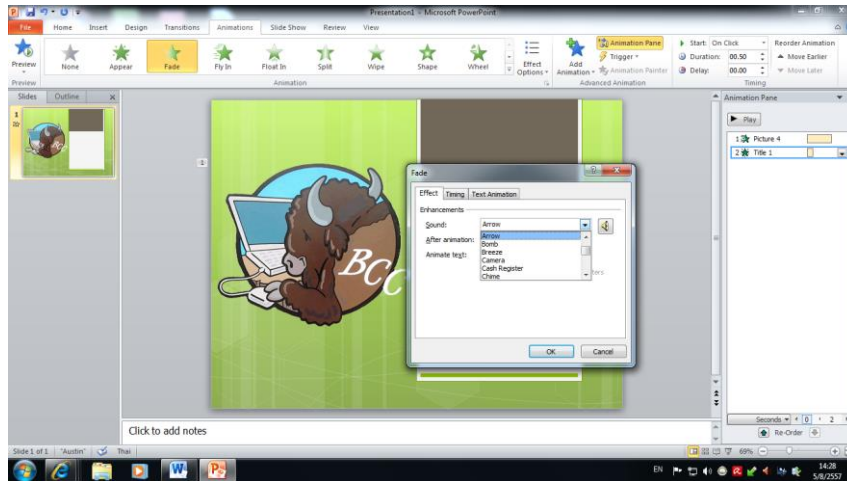 Presentation1 - Microsoft PowerPoint
File Home Insert Design Transitions Animations Slide Show Review View
Preview None Appear Fade Fly In Float In Split Wipe Shape Wheel Effect Options Add Animation Animation Pane Trigger Animation Painter Start: On Click Duration: 00.50 Delay: 00.00 Reorder Animation Move Earlier Move Later
Preview Animation Advanced Animation Timing
Slides Outline
1
2
BCC
Fade
Effect Timing Text Animation
Enhancements
Sound: Arrow
After animation:
Animate text:
Arrow
Bomb
Breeze
Camera
Cash Register
Chime
OK Cancel
Animation Pane
Play
1 Picture 4
2 Title 1
Seconds 0 2
Re-Order
Click to add notes
Slide 1 of 1 "Austin" Thai 69%
EN 14:28
5/8/2557